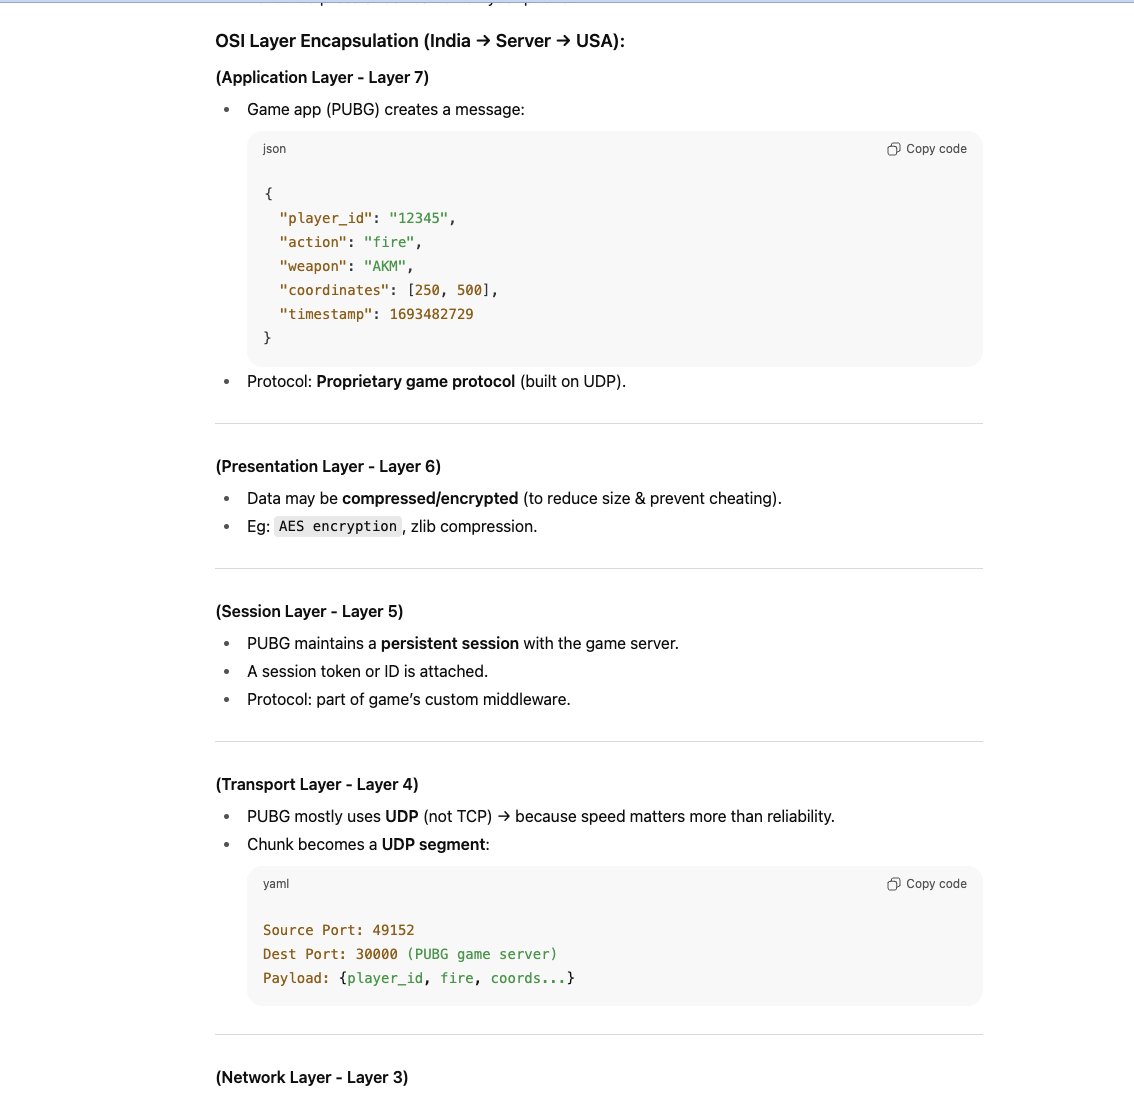 OSI Layer Encapsulation (India → Server → USA):
(Application Layer - Layer 7)
• Game app (PUBG) creates a message:
json
Copy code
{
"player_id": "12345",
"action": "fire",
"weapon": "AKM",
"coordinates": [250, 500],
"timestamp": 1693482729
}
• Protocol: Proprietary game protocol (built on UDP).
(Presentation Layer - Layer 6)
• Data may be compressed/encrypted (to reduce size & prevent cheating).
• Eg: AES encryption, zlib compression.
(Session Layer - Layer 5)
• PUBG maintains a persistent session with the game server.
• A session token or ID is attached.
• Protocol: part of game’s custom middleware.
(Transport Layer - Layer 4)
• PUBG mostly uses UDP (not TCP) → because speed matters more than reliability.
• Chunk becomes a UDP segment:
yaml
Copy code
Source Port: 49152
Dest Port: 30000 (PUBG game server)
Payload: {player_id, fire, coords...}
(Network Layer - Layer 3)